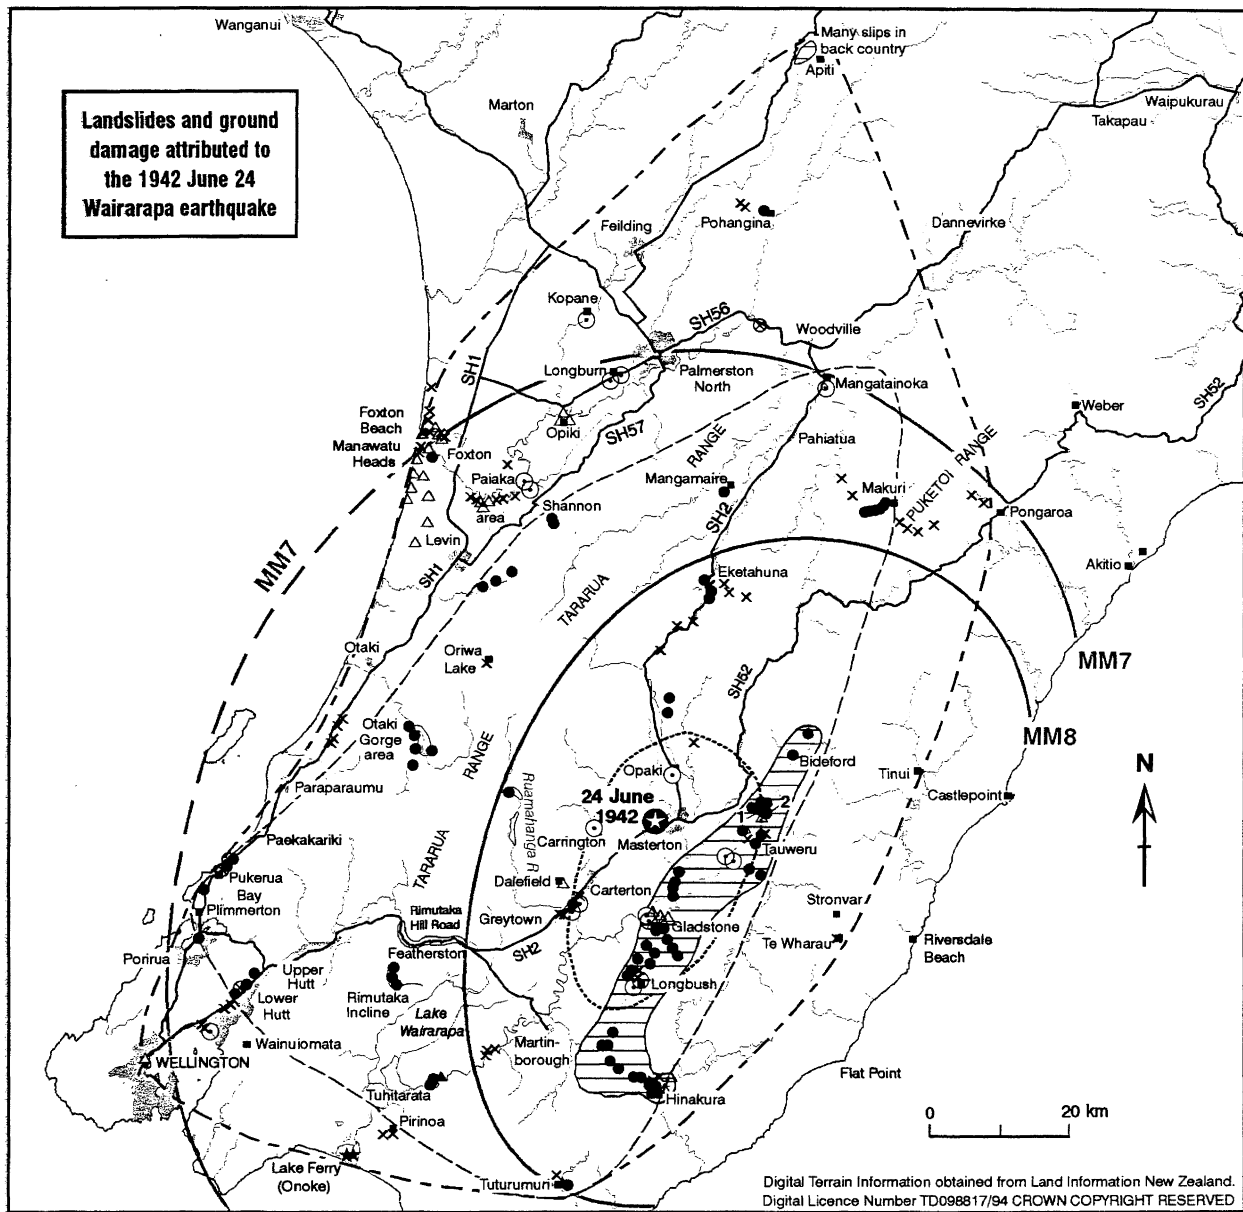 Wanganui
Many slips in
back country
Apiti
Landslides and ground
damage attributed to
the 1942 June 24
Wairarapa earthquake
Marton
Waipukurau
Takapau
Pohangina
Feilding
Dannevirke
Kopane
SH56
Woodville
SH1
Longburn
Palmerston
North
Mangatainoka
SH52
Weber
Foxton
Beach
Opiki
SH57
Manawatu
Heads
Foxton
Pahiatua
RANGE
PUKETOI RANGE
Paiaka
area
Mangamaire
Makuri
Shannon
SH2
Pongaroa
MM7
Levin
SH1
Akitio
Eketahuna
TARARUA
Otaki
Oriwa
Lake
SH52
MM7
Otaki
Gorge
area
RANGE
MM8
Bideford
Opaki
Tinui
N
Paraparaumu
24 June
1942
Ruamahanga R
1
2
Castlepoint
Paekakariki
Carrington
Masterton
Tauweru
TARARUA
Pukerua
Bay
Dalefield
Carterton
Plimmerton
Rimutaka
Hill Road
Greytown
Stronvar
Gladstone
SH2
Te Wharau
Riversdale
Beach
Porirua
Upper
Hutt
Featherston
Longbush
Lower
Hutt
Rimutaka
Incline
Lake
Wairarapa
Wainuiomata
Martin-
borough
WELLINGTON
Flat Point
Tuhitarata
Hinakura
Pirinoa
0
20 km
Lake Ferry
(Onoke)
Tuturumuri
Digital Terrain Information obtained from Land Information New Zealand.
Digital Licence Number TD098817/94 CROWN COPYRIGHT RESERVED